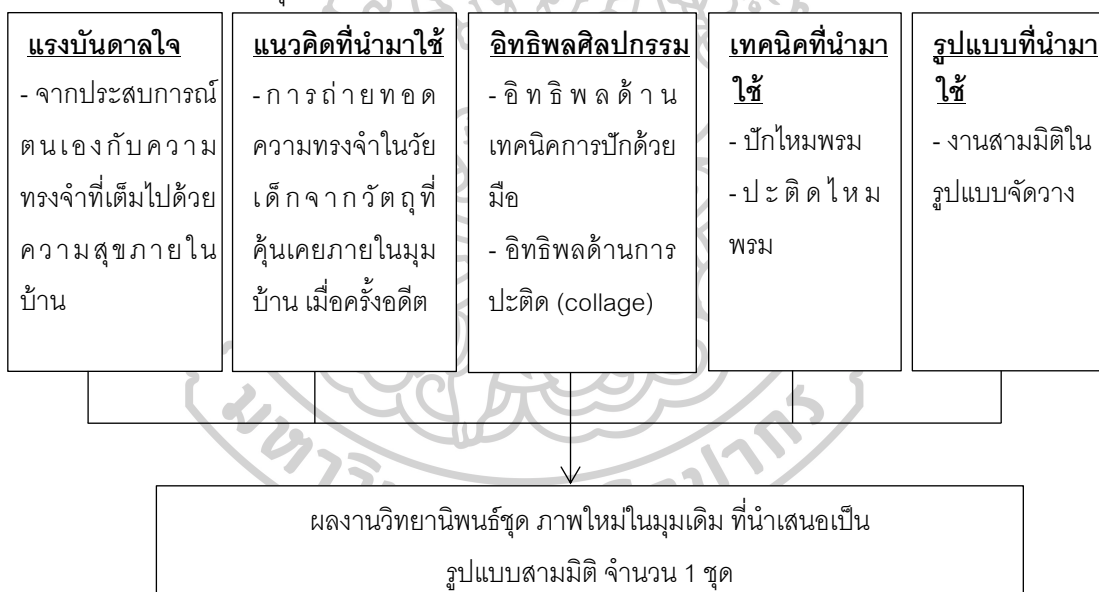 แรงบันดาลใจ
- จากประสบการณ์
ตนเองกับความ
ทรงจำที่เต็มไปด้วย
ความสุขภายใน
บ้าน
แนวคิดที่นำมาใช้
- การถ่ายทอด
ความทรงจำในวัย
เด็กจากวัตถุที่
คุ้นเคยภายในมุม
บ้าน เมื่อครั้งอดีต
อิทธิพลศิลปกรรม
- อิทธิพลด้าน
เทคนิคการปักด้วย
มือ
- อิทธิพลด้านการ
ปะติด (collage)
เทคนิคที่นำมา
ใช้
- ปักไหมพรม
- ปะติดไหม
พรม
รูปแบบที่นำมา
ใช้
- งานสามมิติใน
รูปแบบจัดวาง
ผลงานวิทยานิพนธ์ชุด ภาพใหม่ในมุมเดิม ที่นำเสนอเป็น
รูปแบบสามมิติ จำนวน 1 ชุด